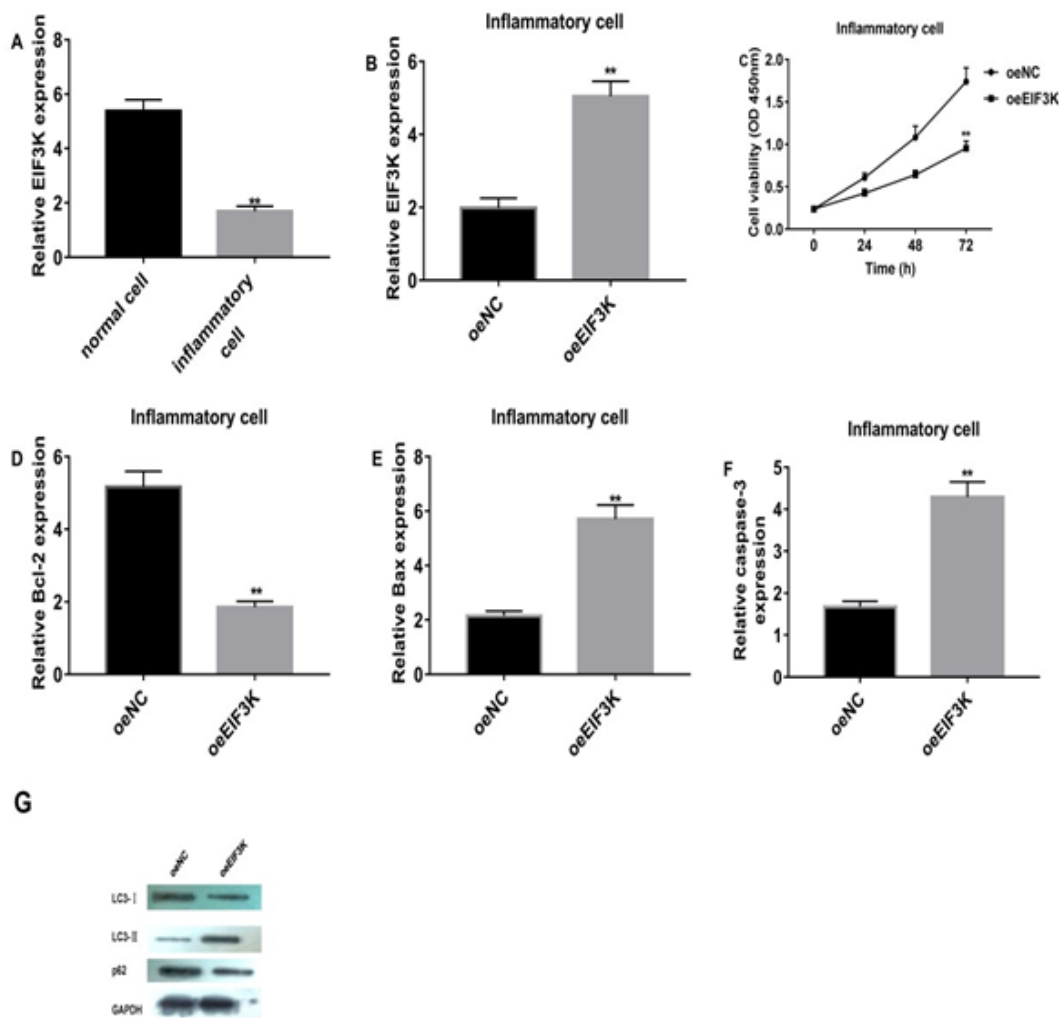 A
Relative EIF3K expression
8
6
4
2
0
**
normal cell
inflammatory
cell
Inflammatory cell
B
Relative EIF3K expression
6
4
2
0
**
oeNC
oeEIF3K
Inflammatory cell
C
Cell viability (OD 450nm)
2.0
1.5
1.0
0.5
0.0
**
0 24 48 72
Time (h)
oeNC
oeEIF3K
Inflammatory cell
D
Relative Bcl-2 expression
6
4
2
0
**
oeNC
oeEIF3K
Inflammatory cell
E
Relative Bax expression
8
6
4
2
0
**
oeNC
oeEIF3K
Inflammatory cell
F
Relative caspase-3
expression
5
4
3
2
1
0
**
oeNC
oeEIF3K
G
oeNC oeEIF3K
LC3-Ⅰ
LC3-Ⅱ
p62
GAPDH